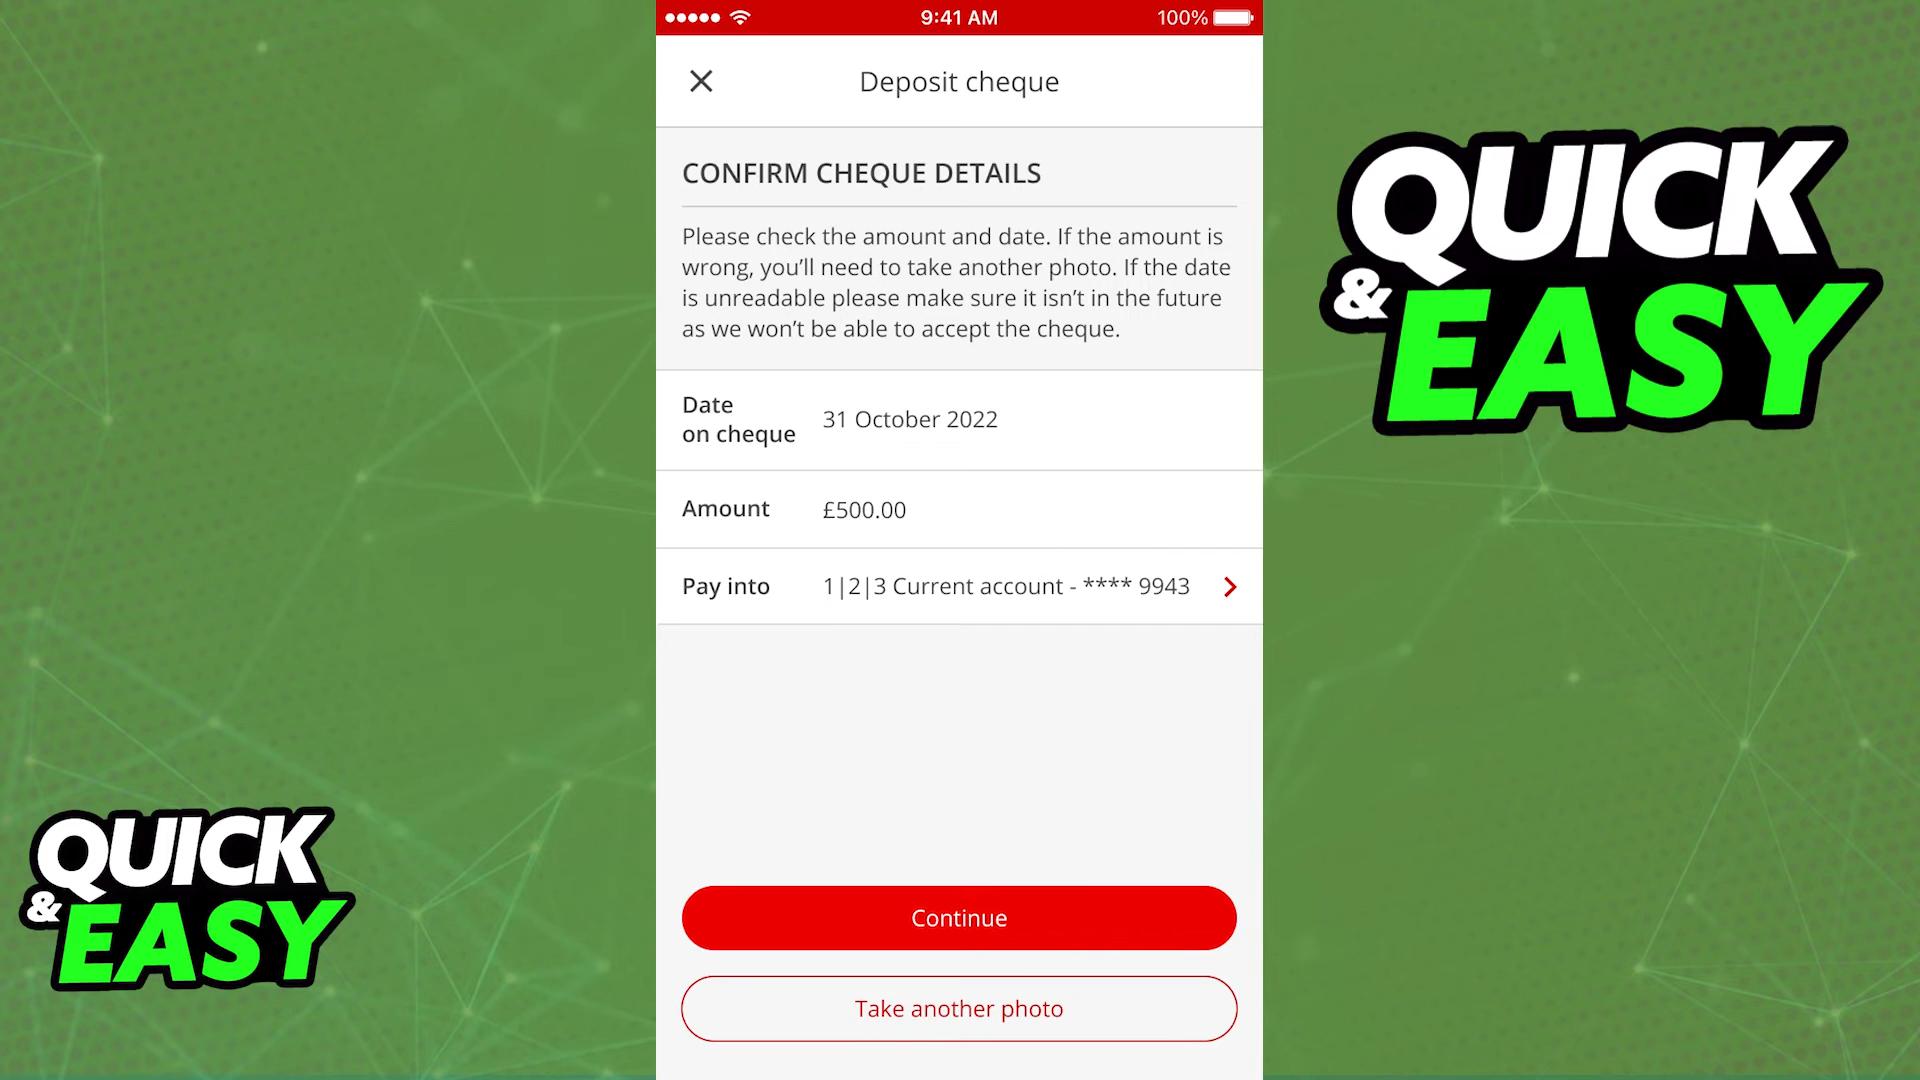 9:41 AM
100%
Deposit cheque
CONFIRM CHEQUE DETAILS
Please check the amount and date. If the amount is
wrong, you’ll need to take another photo. If the date
is unreadable please make sure it isn’t in the future
as we won’t be able to accept the cheque.
Date
on cheque
31 October 2022
Amount £500.00
Pay into 1|2|3 Current account - **** 9943
Continue
Take another photo
QUICK
& EASY
QUICK
& EASY